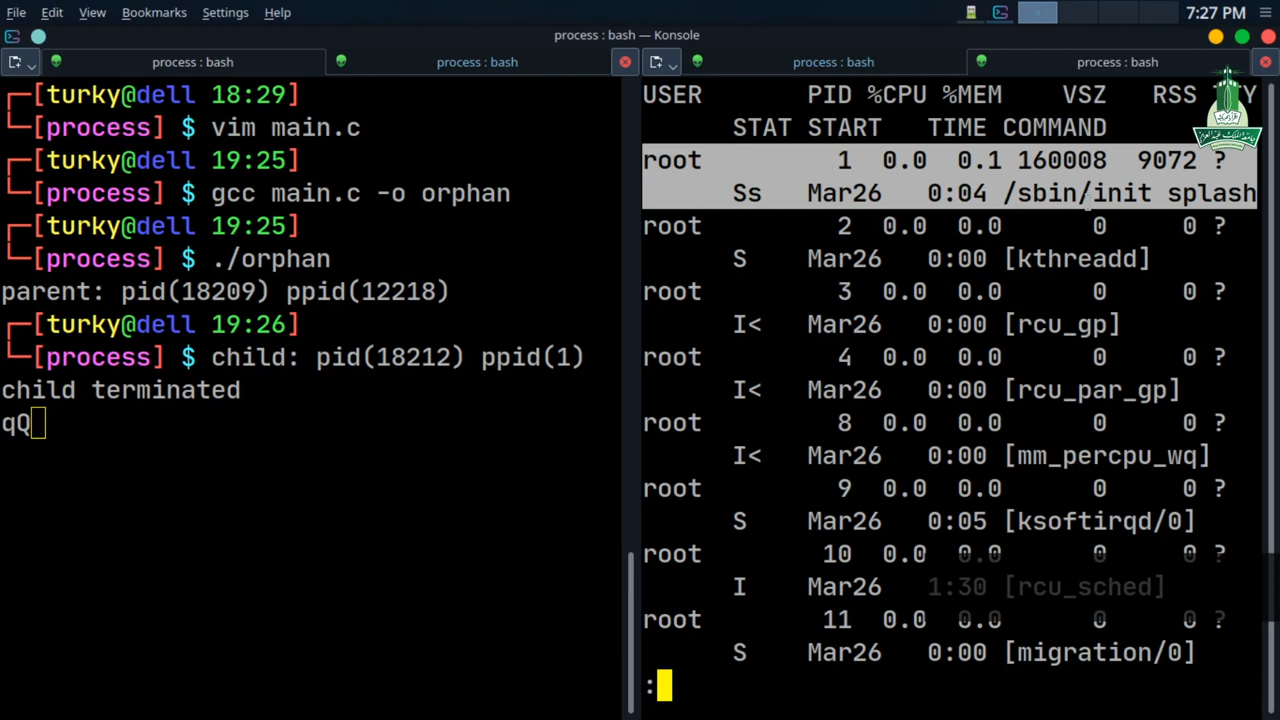 File Edit View Bookmarks Settings Help 7:27 PM
process : bash — Konsole
process : bash process : bash process : bash process : bash
┌─[turky@dell 18:29]
└─[process] $ vim main.c
┌─[turky@dell 19:25]
└─[process] $ gcc main.c -o orphan
┌─[turky@dell 19:25]
└─[process] $ ./orphan
parent: pid(18209) ppid(12218)
┌─[turky@dell 19:26]
└─[process] $ child: pid(18212) ppid(1)
child terminated
qQ
USER PID %CPU %MEM VSZ RSS TTY
STAT START TIME COMMAND
root 1 0.0 0.1 160008 9072 ?
Ss Mar26 0:04 /sbin/init splash
root 2 0.0 0.0 0 0 ?
S Mar26 0:00 [kthreadd]
root 3 0.0 0.0 0 0 ?
I< Mar26 0:00 [rcu_gp]
root 4 0.0 0.0 0 0 ?
I< Mar26 0:00 [rcu_par_gp]
root 8 0.0 0.0 0 0 ?
I< Mar26 0:00 [mm_percpu_wq]
root 9 0.0 0.0 0 0 ?
S Mar26 0:05 [ksoftirqd/0]
root 10 0.0 0.0 0 0 ?
I Mar26 1:30 [rcu_sched]
root 11 0.0 0.0 0 0 ?
S Mar26 0:00 [migration/0]
: